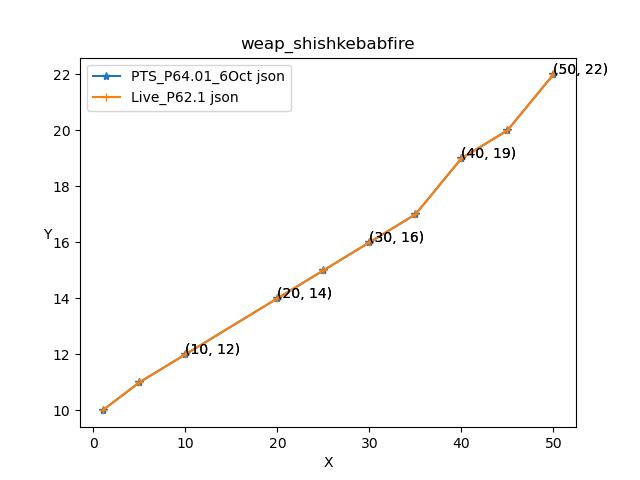 weap_shishkebabfire
PTS_P64.01_6Oct json
Live_P62.1 json
Y
22
20
18
16
14
12
10
(50, 22)
(40, 19)
(30, 16)
(20, 14)
(10, 12)
0 10 20 30 40 50
X